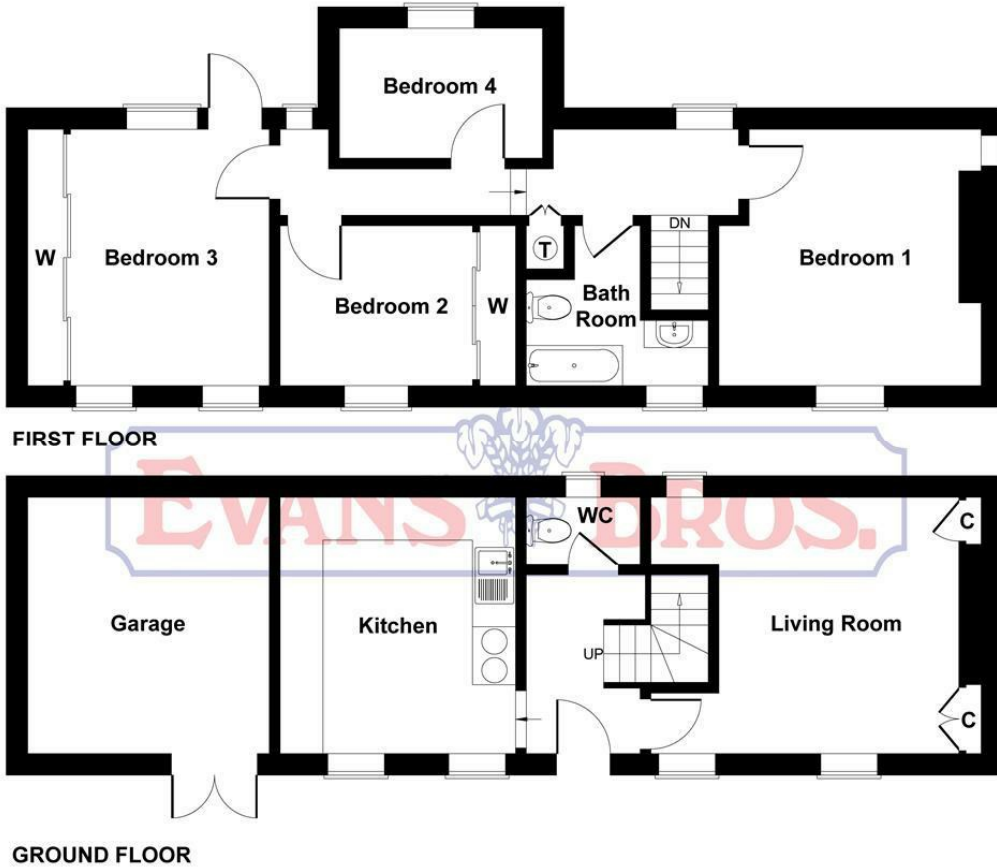 Bedroom 4
W
Bedroom 3
Bedroom 2
W
T
Bath
Room
DN
Bedroom 1
FIRST FLOOR
EVANS BROS.
WC
C
Garage
Kitchen
UP
Living Room
C
GROUND FLOOR